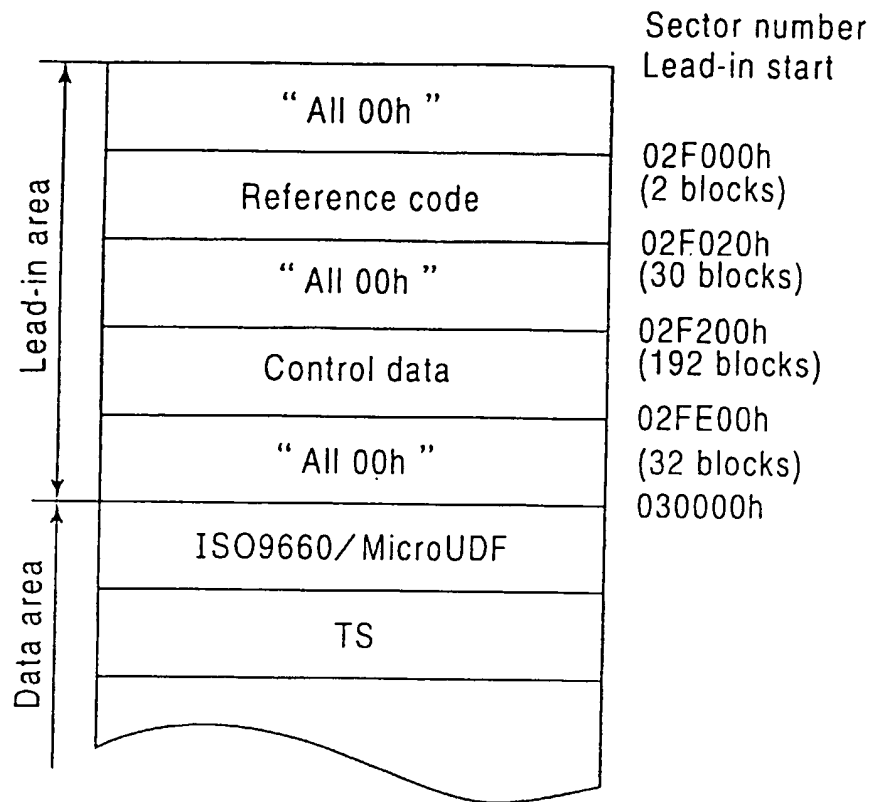 Sector number
Lead-in start
“ All 00h ”
02F000h
(2 blocks)
Reference code
02F020h
(30 blocks)
“ All 00h ”
02F200h
(192 blocks)
Control data
02FE00h
(32 blocks)
“ All 00h ”
030000h
ISO9660/MicroUDF
TS
Lead-in area
Data area